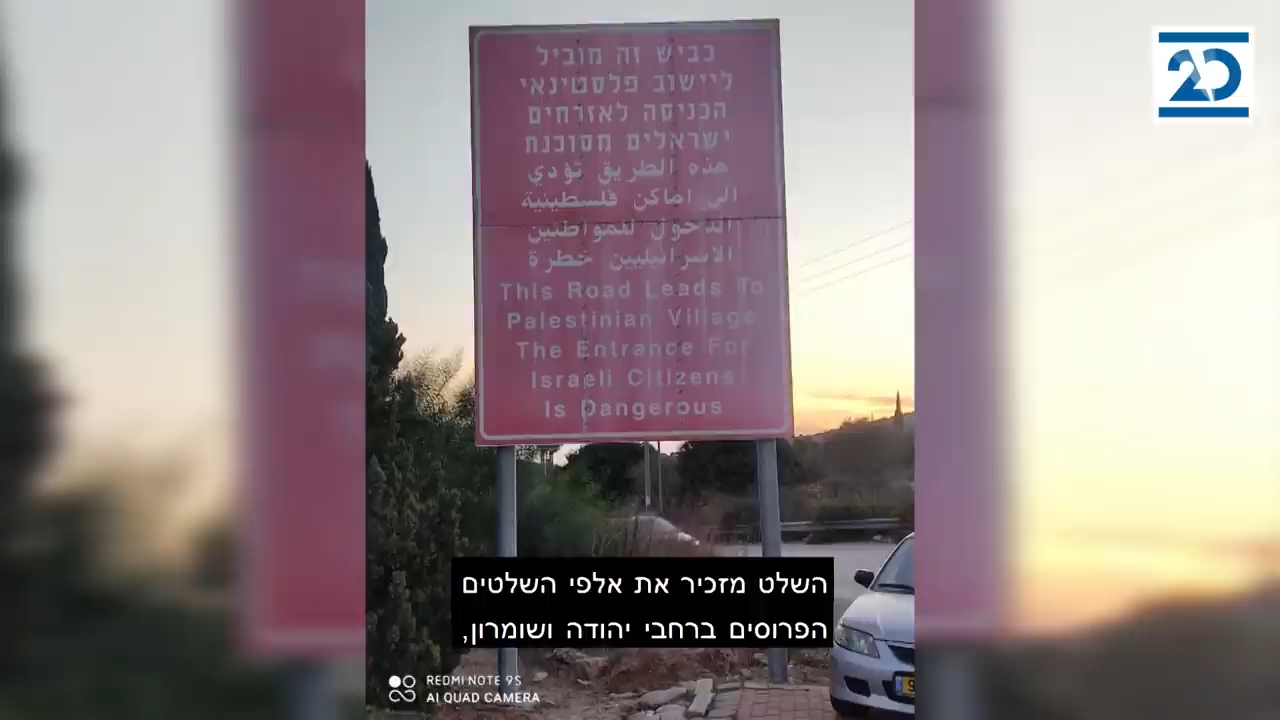 כביש זה מוביל
ליישוב פלסטינאי
הכניסה לאזרחים
ישראלים מסוכנת
هذه الطريق تؤدي
الى اماكن فلسطينية
الدخول للمواطنين
الاسرائيليين خطرة
This Road Leads To
Palestinian Village
The Entrance For
Israeli Citizens
Is Dangerous
20
השלט מזכיר את אלפי השלטים
הפרוסים ברחבי יהודה ושומרון,
REDMI NOTE 9S
AI QUAD CAMERA